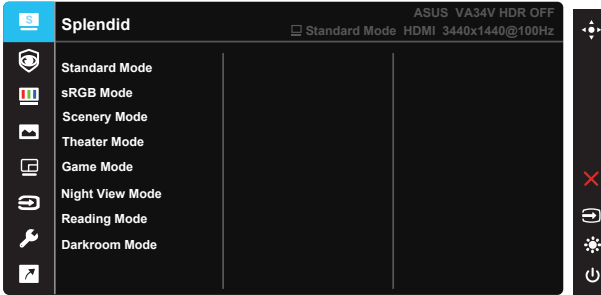 S
Splendid
ASUS VA34V HDR OFF
Standard Mode HDMI 3440x1440@100Hz
Standard Mode
sRGB Mode
Scenery Mode
Theater Mode
Game Mode
Night View Mode
Reading Mode
Darkroom Mode